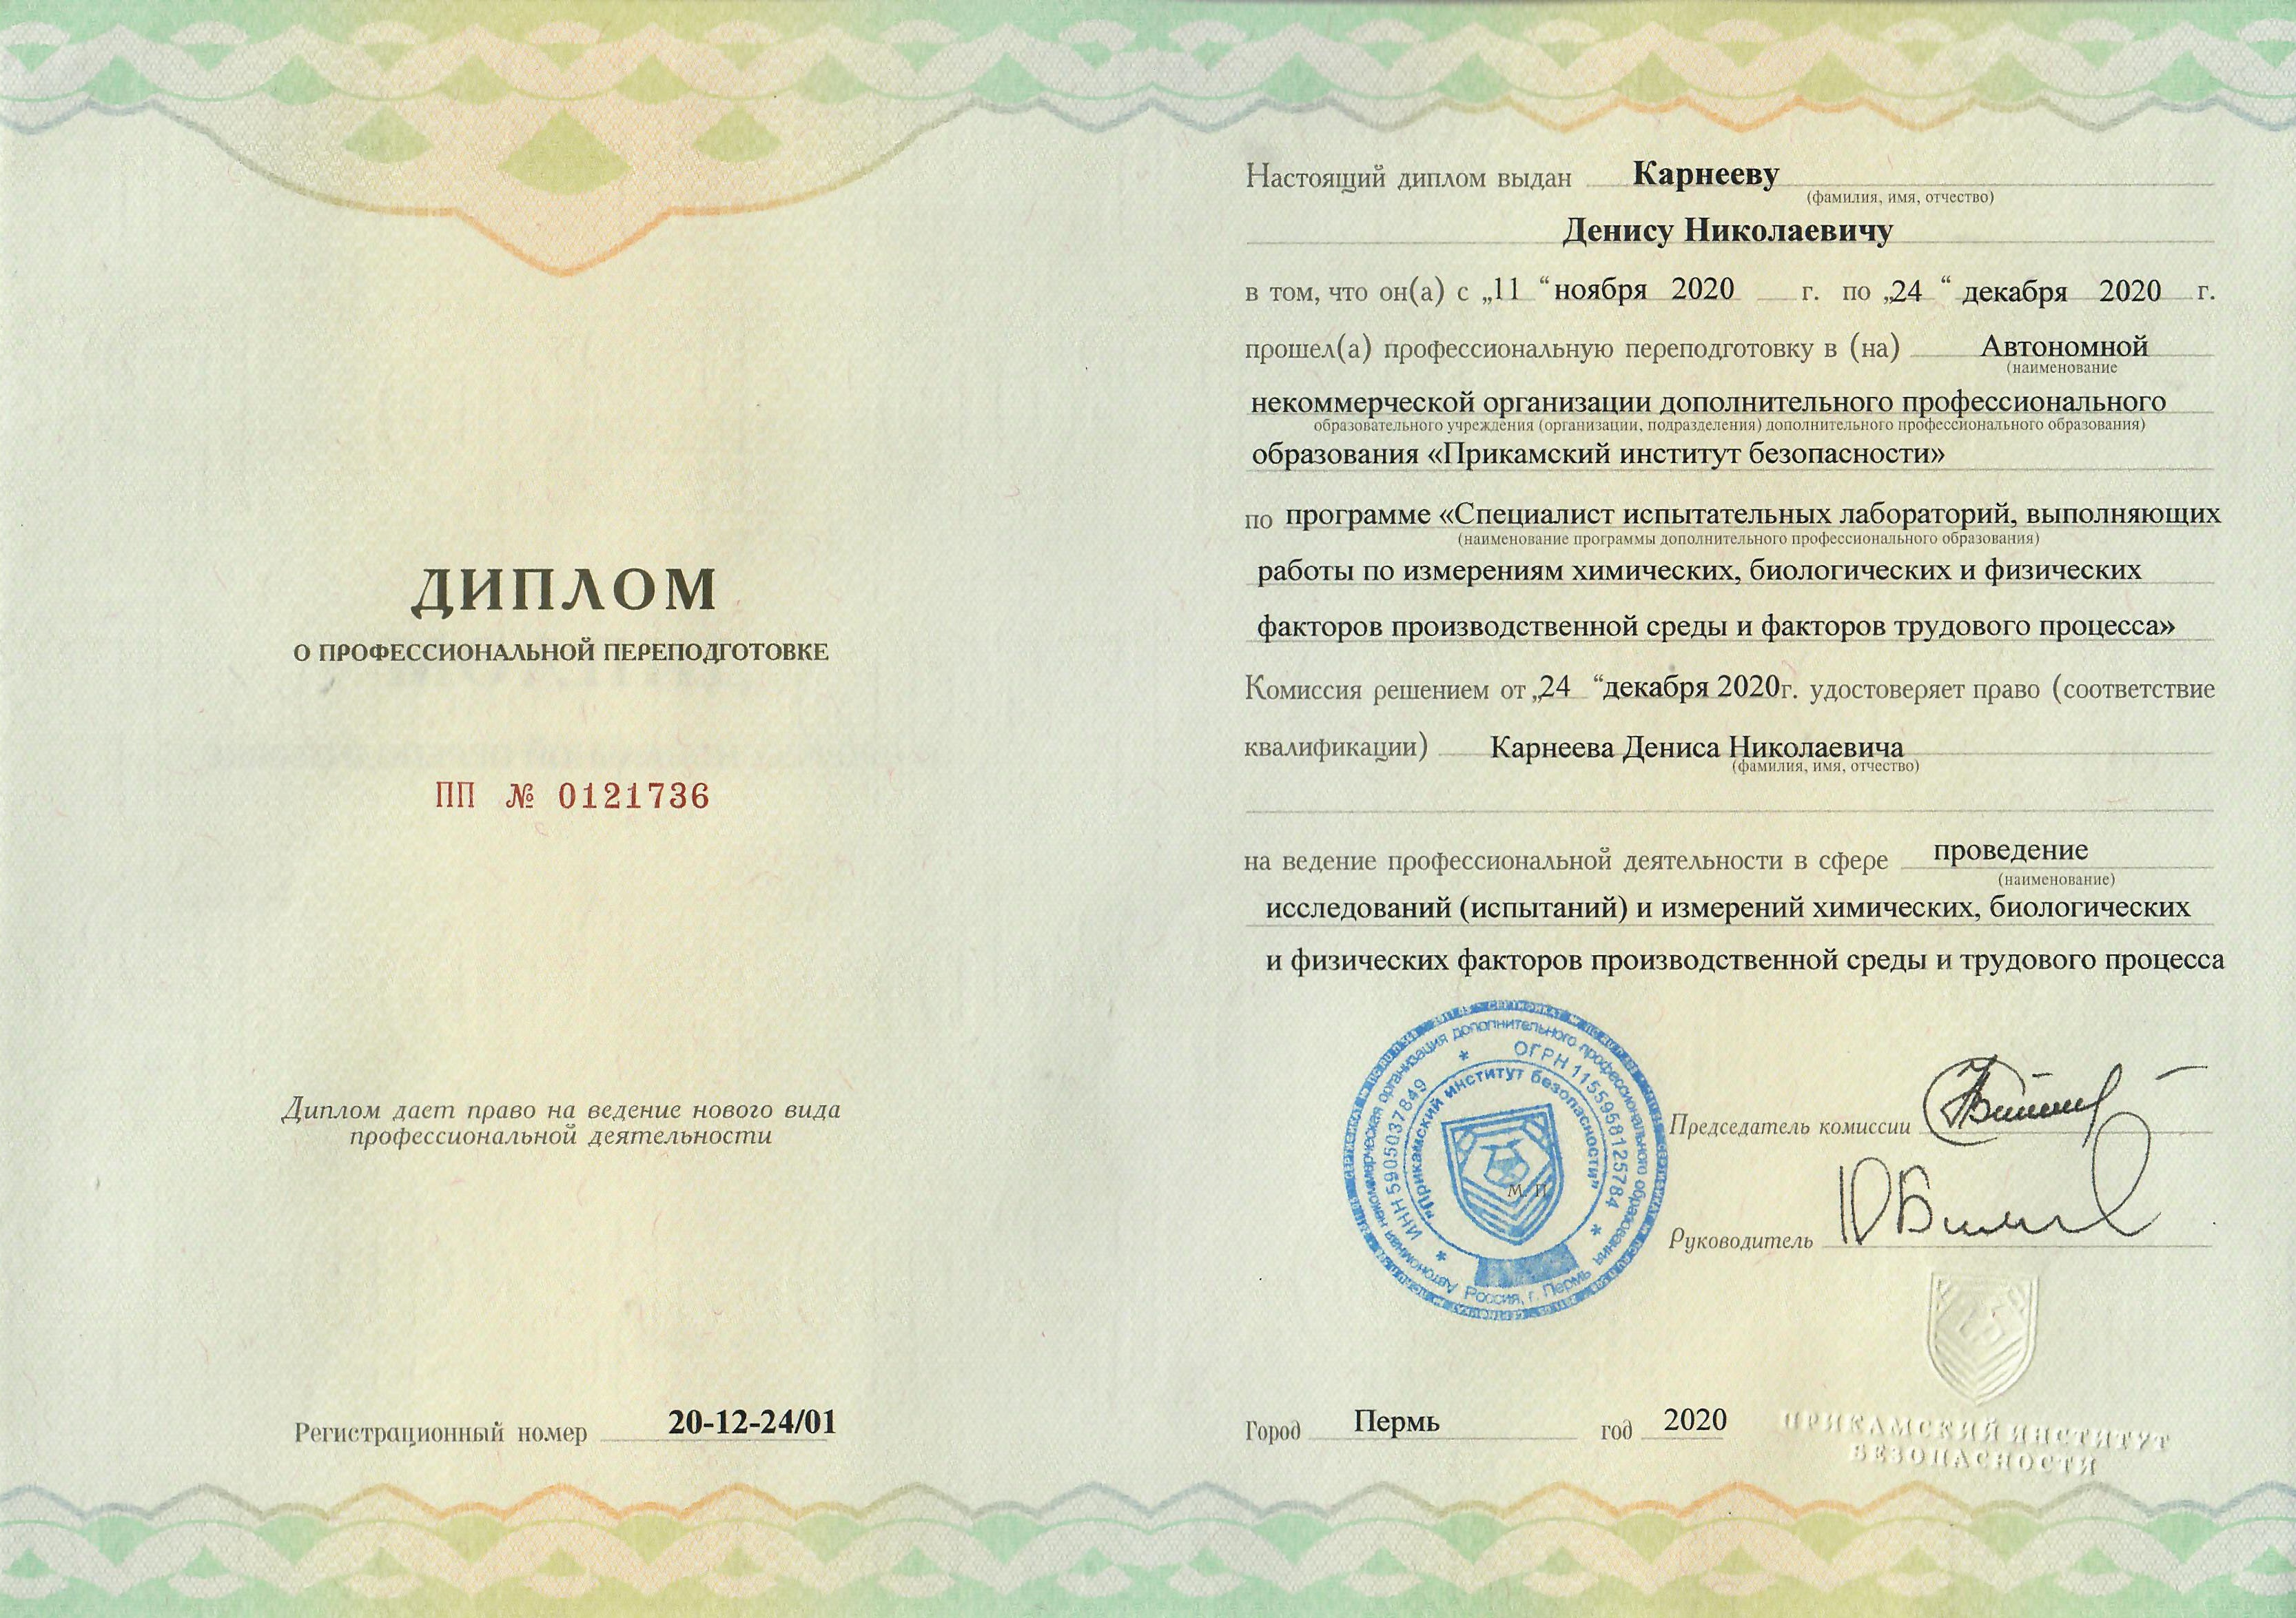 ДИПЛОМ
О ПРОФЕССИОНАЛЬНОЙ ПЕРЕПОДГОТОВКЕ
ПП № 0121736
Диплом дает право на ведение нового вида
профессиональной деятельности
Регистрационный номер 20-12-24/01
Настоящий диплом выдан Карнееву
(фамилия, имя, отчество)
Денису Николаевичу
в том, что он(а) с „11 “ ноября 2020 г. по „24 “ декабря 2020 г.
прошел(а) профессиональную переподготовку в (на) Автономной
(наименование
некоммерческой организации дополнительного профессионального
образовательного учреждения (организации, подразделения) дополнительного профессионального образования)
образования «Прикамский институт безопасности»
по программе «Специалист испытательных лабораторий, выполняющих
(наименование программы дополнительного профессионального образования)
работы по измерениям химических, биологических и физических
факторов производственной среды и факторов трудового процесса»
Комиссия решением от „24 “ декабря 2020г. удостоверяет право (соответствие
квалификации) Карнеева Дениса Николаевича
(фамилия, имя, отчество)
на ведение профессиональной деятельности в сфере проведение
(наименование)
исследований (испытаний) и измерений химических, биологических
и физических факторов производственной среды и трудового процесса
Автономная некоммерческая организация дополнительного профессионального образования
ИНН 5905037849 * ОГРН 1155958125784 *
"Прикамский институт безопасности"
Россия, г. Пермь
М. П.
Председатель комиссии
Руководитель
Город Пермь год 2020
ПРИКАМСКИЙ ИНСТИТУТ
БЕЗОПАСНОСТИ